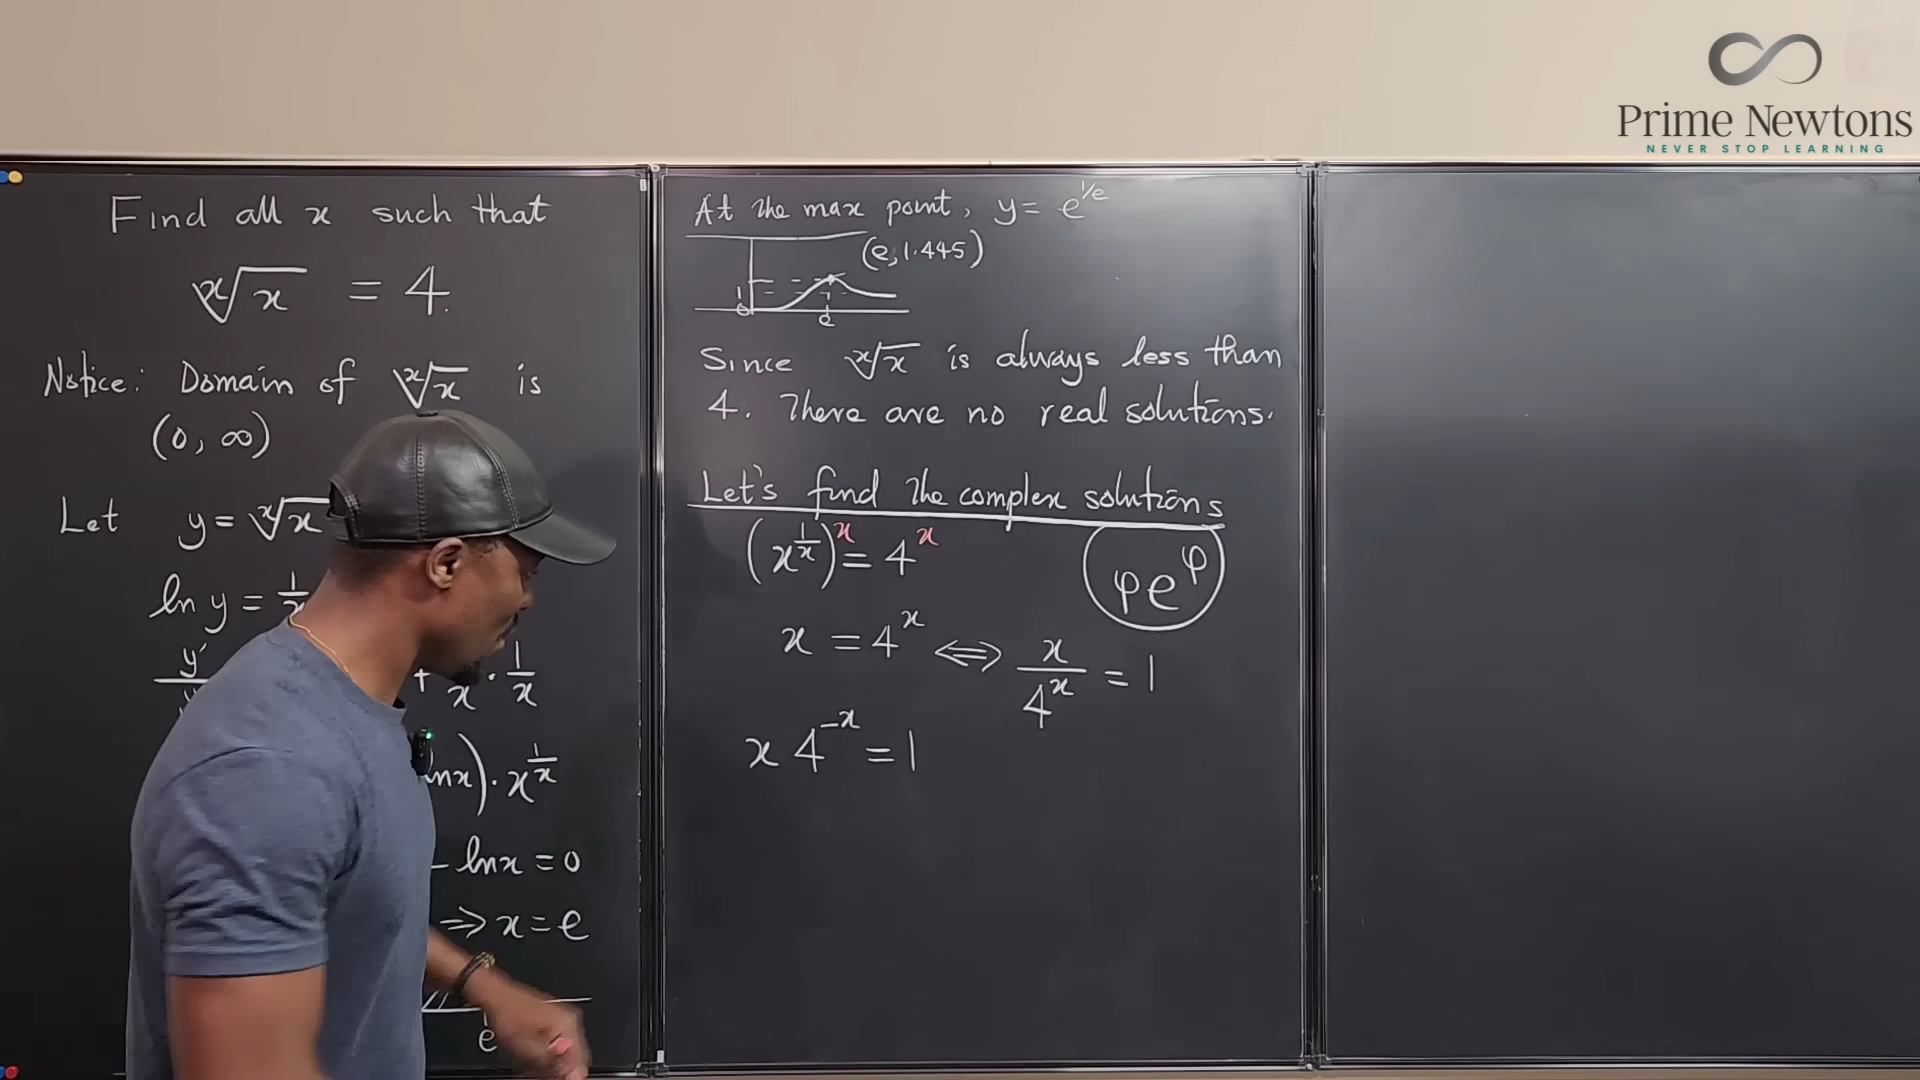 Prime Newtons
NEVER STOP LEARNING
Find all x such that
ˣ√x = 4.
Notice: Domain of ˣ√x is
(0, ∞)
Let y = ˣ√x
ln y = 1/x
y'
+ 1/x · 1/x
lnx) · x^(1/x)
- lnx = 0
⇒ x = e
e
At the max point, y = e^(1/e)
(e, 1.445)
1
0
e
Since ˣ√x is always less than
4. There are no real solutions.
Let's find the complex solutions
(x^(1/x))^x = 4^x
φe^φ
x = 4^x ⟺ x/4^x = 1
x 4^(-x) = 1